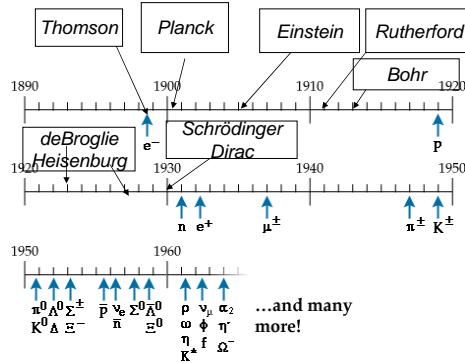 Thomson Planck Einstein Rutherford
Bohr
1890 1900 1910 1920
e⁻ p
deBroglie Schrödinger
Heisenburg Dirac
1920 1930 1940 1950
n e⁺ μ± π± K±
1950 1960
π⁰ Λ⁰ Σ± p̄ νe Σ⁰ Λ̄⁰ ρ νμ α₂
K⁰ Δ Ξ⁻ n̄ Ξ⁰ ω ϕ η′
η f Ω⁻
K*
...and many
more!